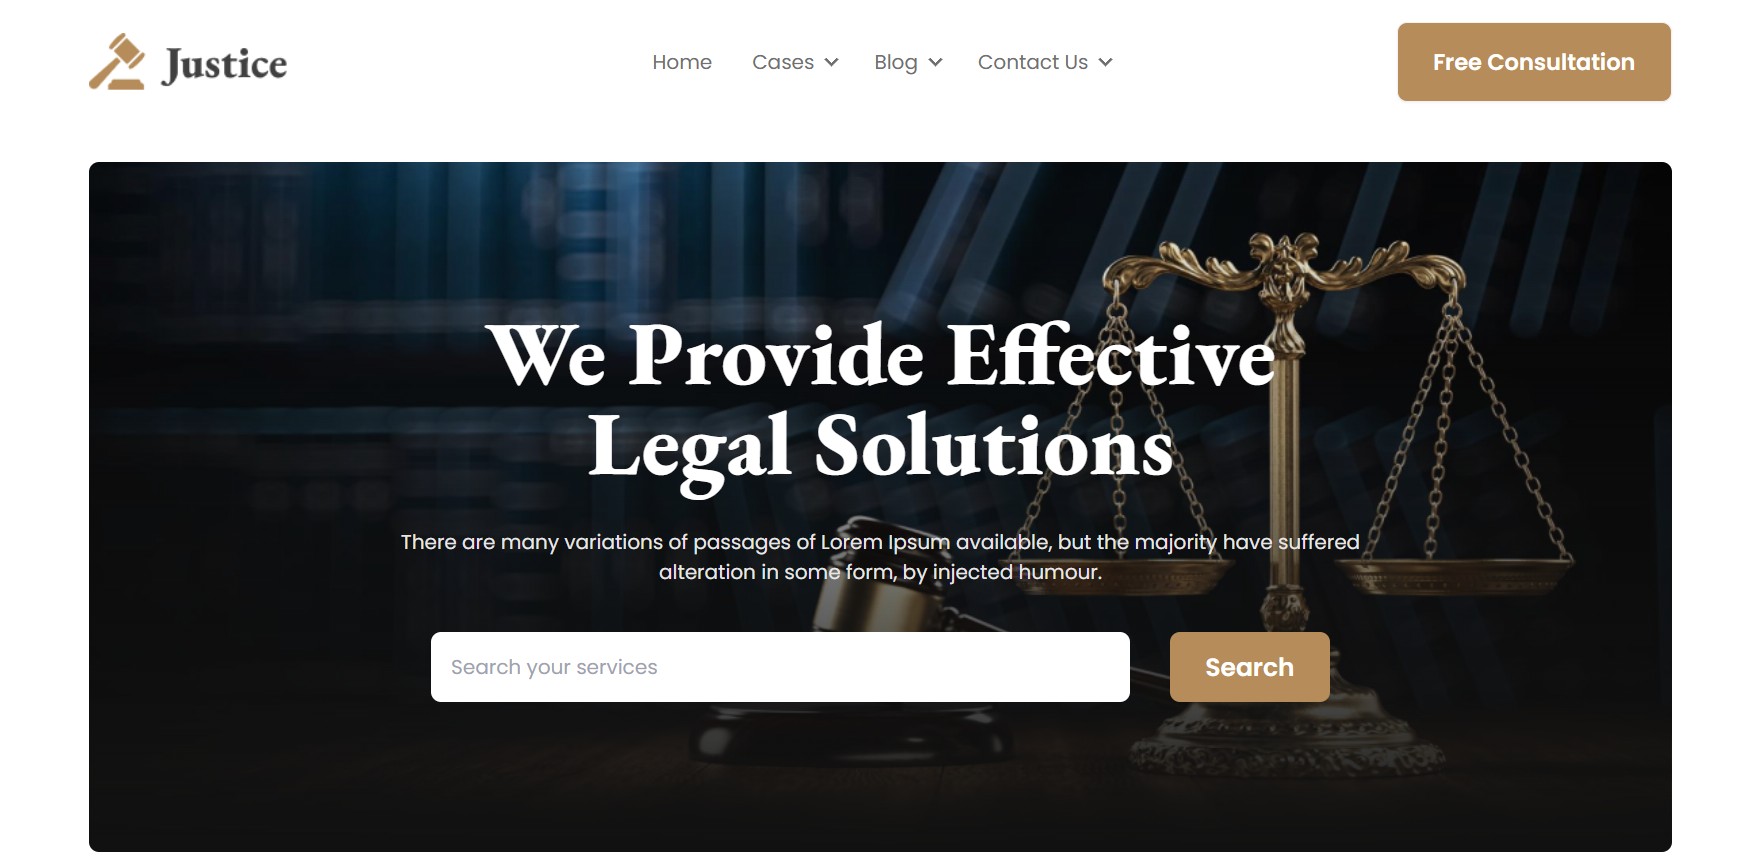 Justice
Home
Cases
Blog
Contact Us
Free Consultation
We Provide Effective
Legal Solutions
There are many variations of passages of Lorem Ipsum available, but the majority have suffered
alteration in some form, by injected humour.
Search your services
Search